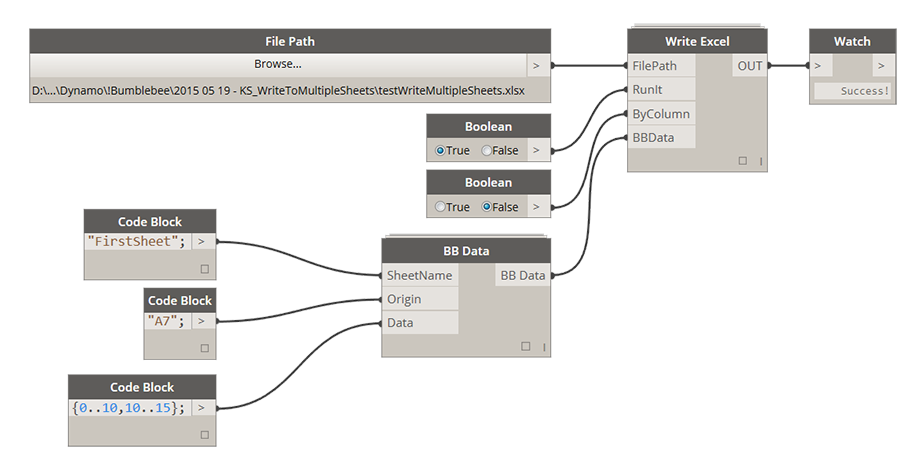 File Path
Browse...
>
D:\...\Dynamo\!Bumblebee\2015 05 19 - KS_WriteToMultipleSheets\testWriteMultipleSheets.xlsx
Write Excel
FilePath
OUT
RunIt
ByColumn
BBData
Watch
> >
Success!
Boolean
True False >
Boolean
True False >
Code Block
"FirstSheet"; >
BB Data
SheetName
BB Data
Origin
Data
Code Block
"A7"; >
Code Block
{0..10,10..15}; >